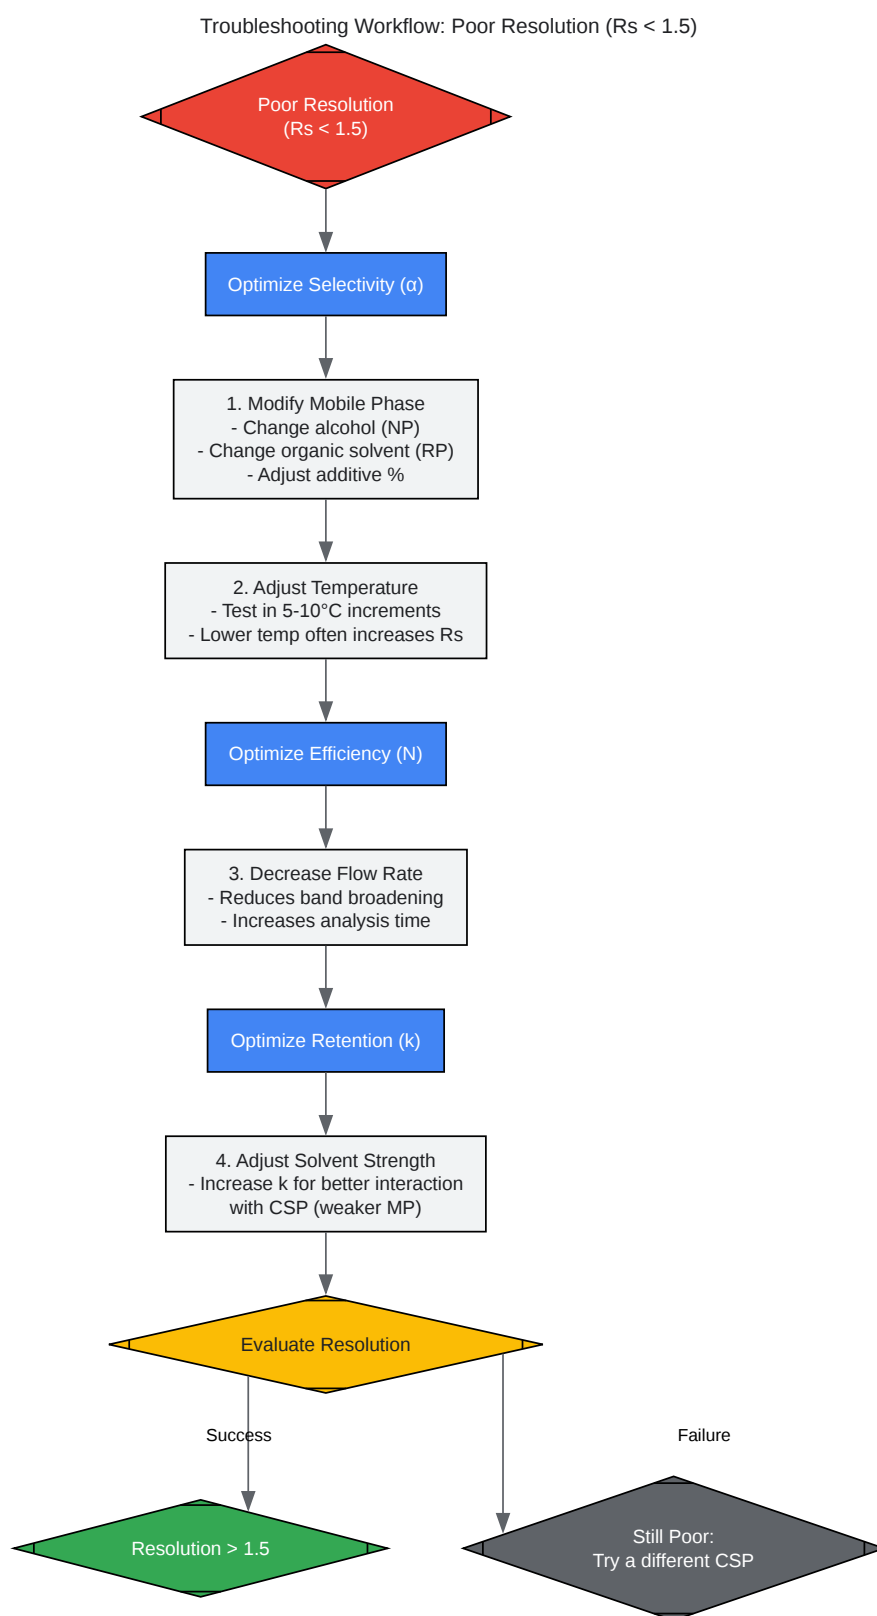 Troubleshooting Workflow: Poor Resolution (Rs < 1.5)
Poor Resolution
(Rs < 1.5)
Optimize Selectivity (α)
1. Modify Mobile Phase
- Change alcohol (NP)
- Change organic solvent (RP)
- Adjust additive %
2. Adjust Temperature
- Test in 5-10°C increments
- Lower temp often increases Rs
Optimize Efficiency (N)
3. Decrease Flow Rate
- Reduces band broadening
- Increases analysis time
Optimize Retention (k)
4. Adjust Solvent Strength
- Increase k for better interaction
with CSP (weaker MP)
Evaluate Resolution
Success
Failure
Resolution > 1.5
Still Poor:
Try a different CSP